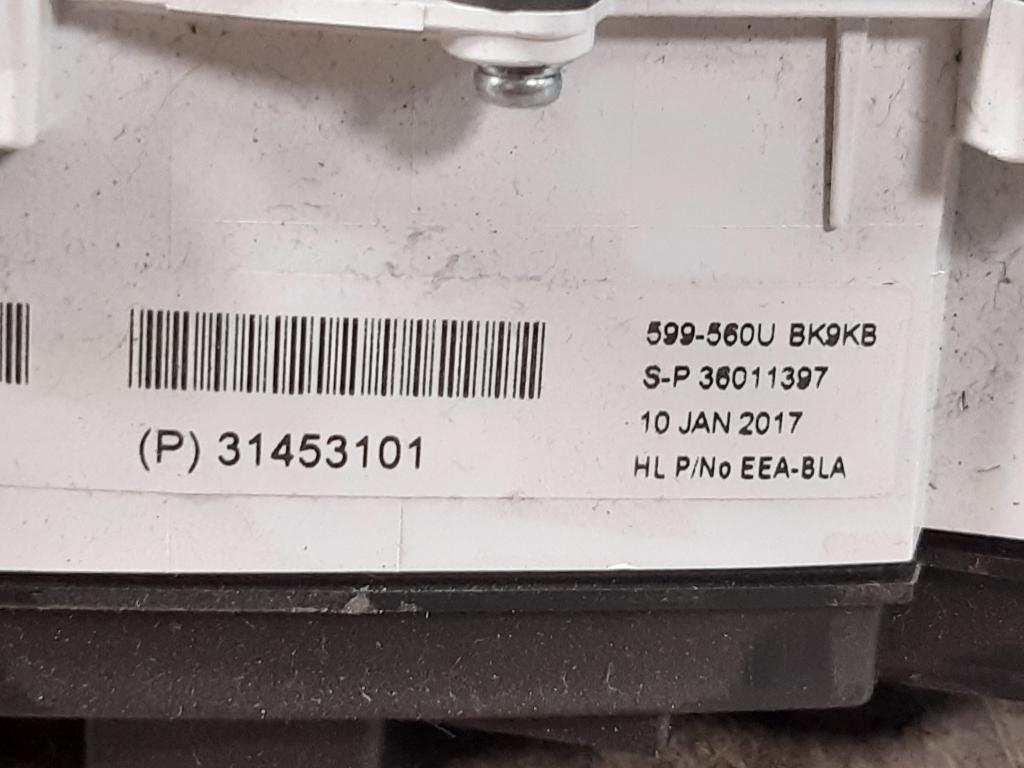 599-560U BK9KB
S-P 36011397
10 JAN 2017
HL P/No EEA-BLA
(P) 31453101